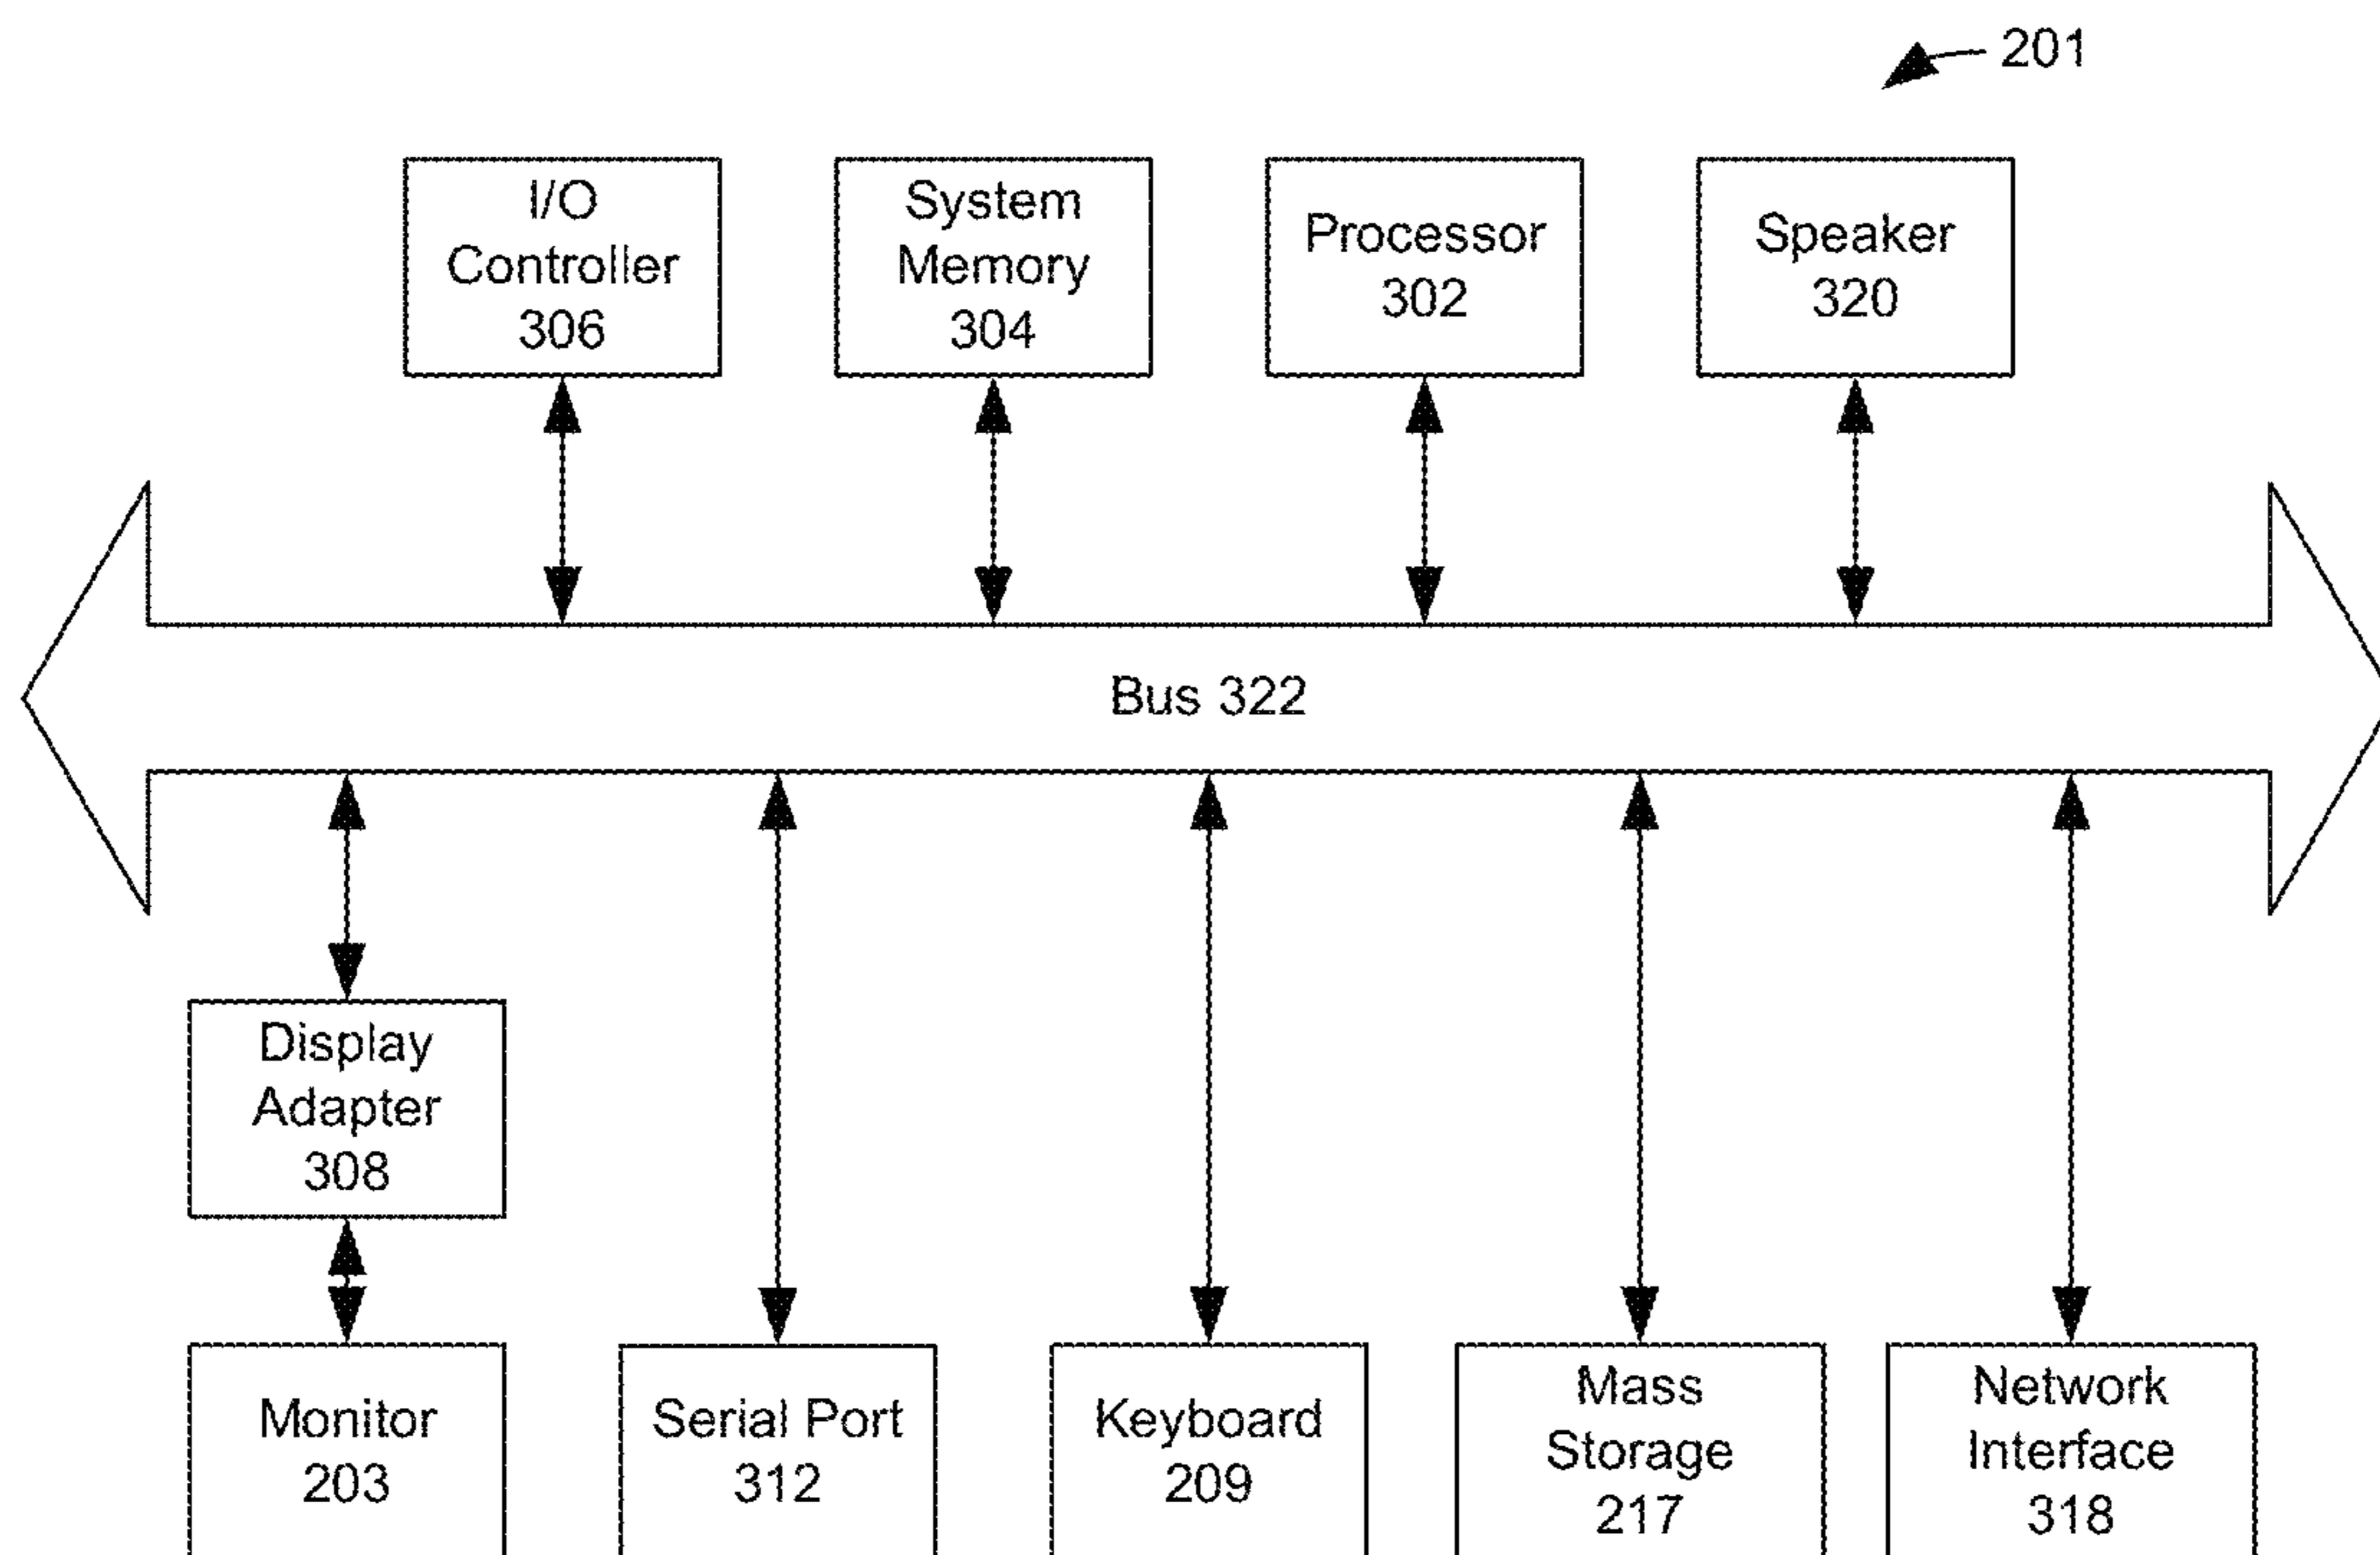 201
I/O
Controller
306
System
Memory
304
Processor
302
Speaker
320
Bus 322
Display
Adapter
308
Monitor
203
Serial Port
312
Keyboard
209
Mass
Storage
217
Network
Interface
318